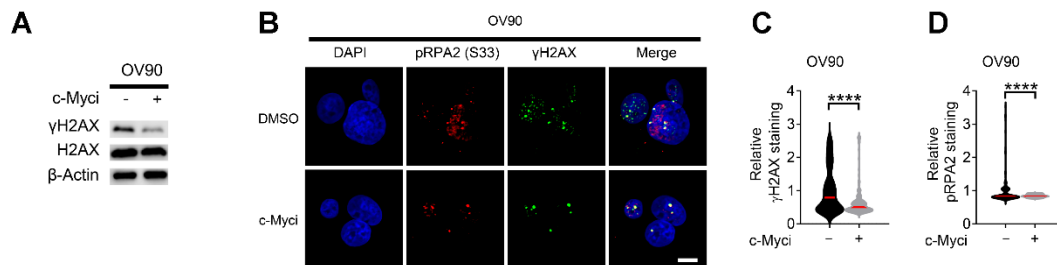 A
OV90
c-Myci - +
γH2AX
H2AX
β-Actin
B
OV90
DAPI pRPA2 (S33) γH2AX Merge
DMSO
c-Myci
C
OV90
****
Relative
γH2AX staining
4
3
2
1
0
c-Myci – +
D
OV90
****
Relative
pRPA2 staining
4
3
2
1
0
c-Myci – +